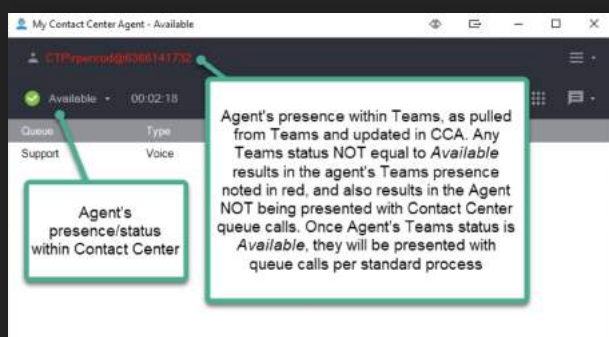 My Contact Center Agent - Available
CTP\rpenrod@6366141732
Available
00:02:18
Queue
Type
Support
Voice
Agent's
presence/status
within Contact Center
Agent's presence within Teams, as pulled
from Teams and updated in CCA. Any
Teams status NOT equal to Available
results in the agent's Teams presence
noted in red, and also results in the Agent
NOT being presented with Contact Center
queue calls. Once Agent's Teams status is
Available, they will be presented with
queue calls per standard process